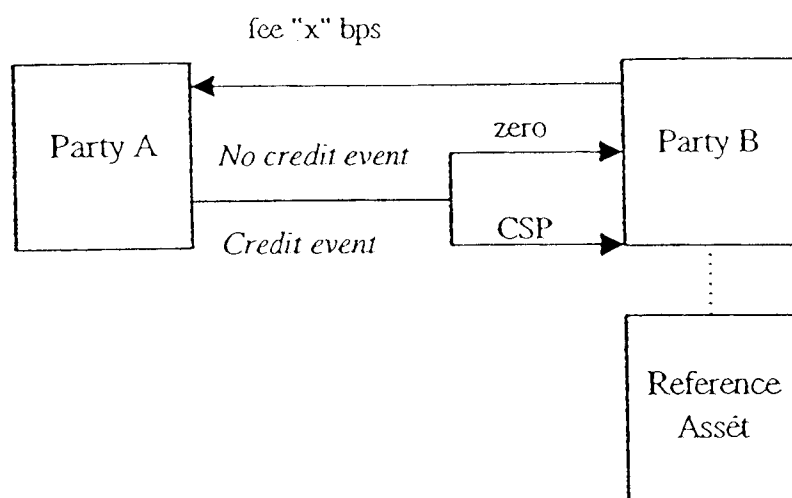 fee "x" bps
Party A
No credit event
zero
Party B
Credit event
CSP
Reference
Asset